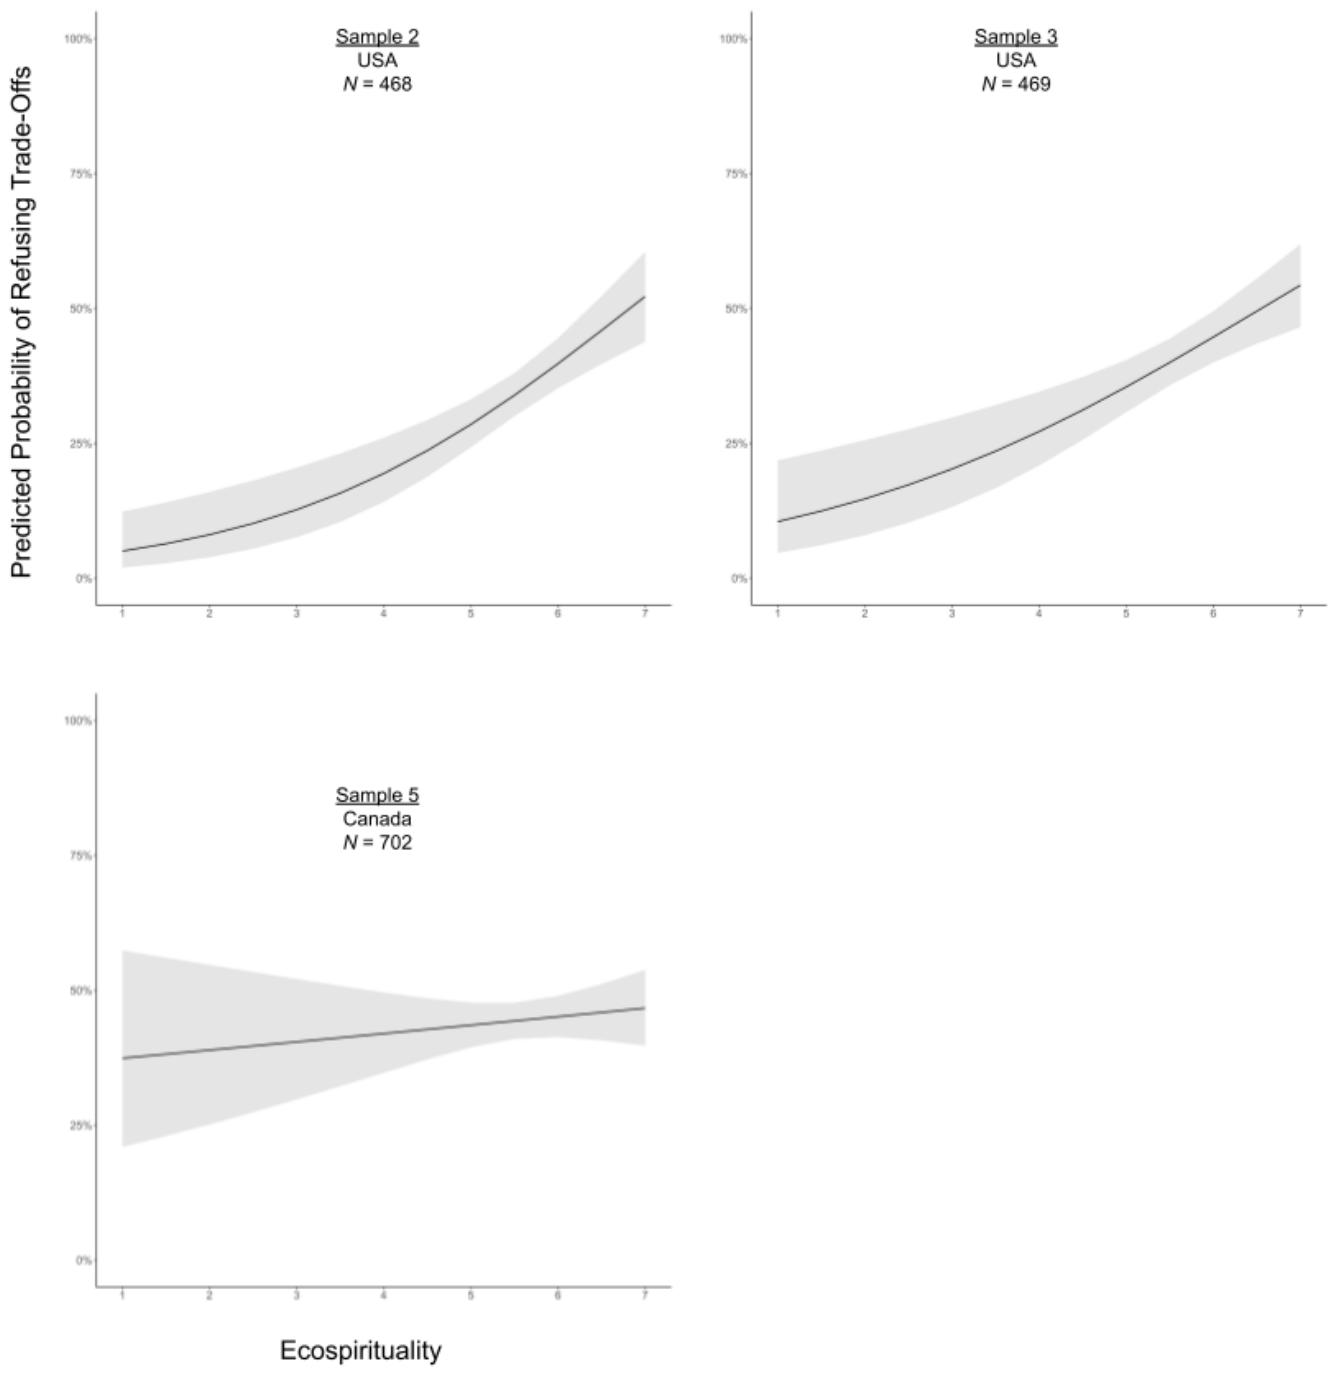 Predicted Probability of Refusing Trade-Offs
Sample 2
USA
N = 468
100%
75%
50%
25%
0%
1 2 3 4 5 6 7
Sample 3
USA
N = 469
100%
75%
50%
25%
0%
1 2 3 4 5 6 7
Sample 5
Canada
N = 702
100%
75%
50%
25%
0%
1 2 3 4 5 6 7
Ecospirituality